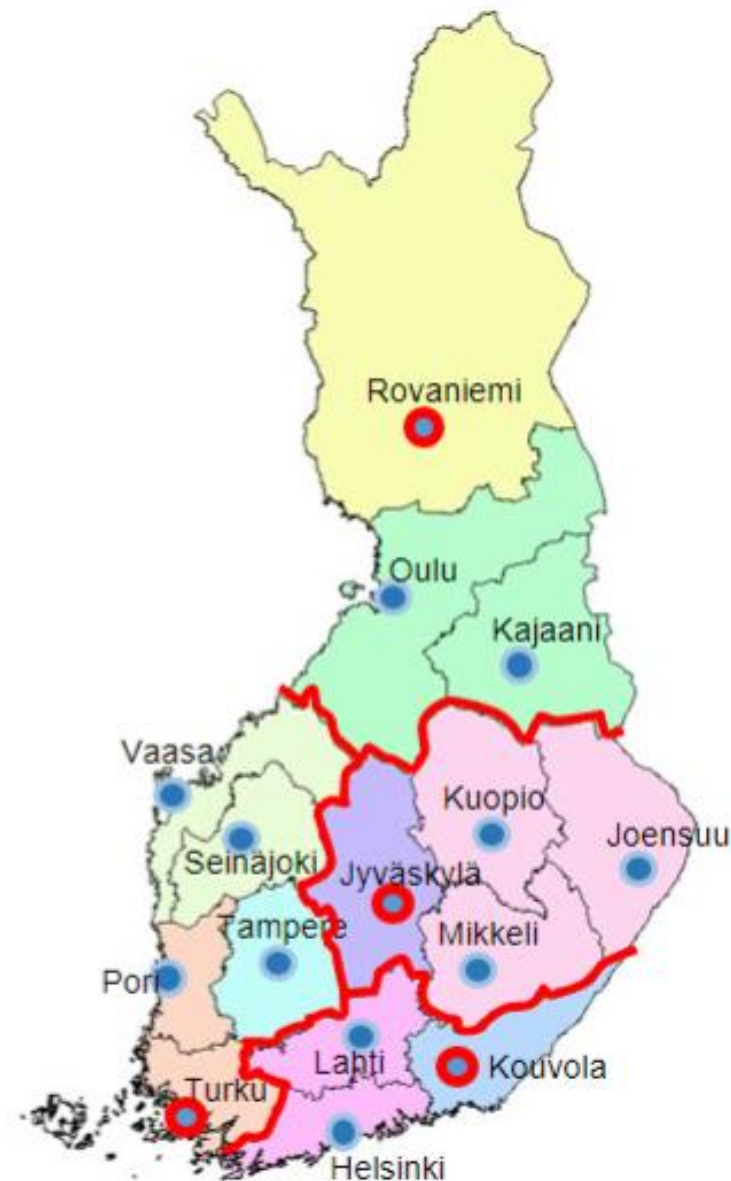 Rovaniemi
Oulu
Kajaani
Vaasa
Kuopio
Joensuu
Seinäjoki
Jyväskylä
Tampere
Mikkeli
Pori
Lahti
Kouvola
Turku
Helsinki